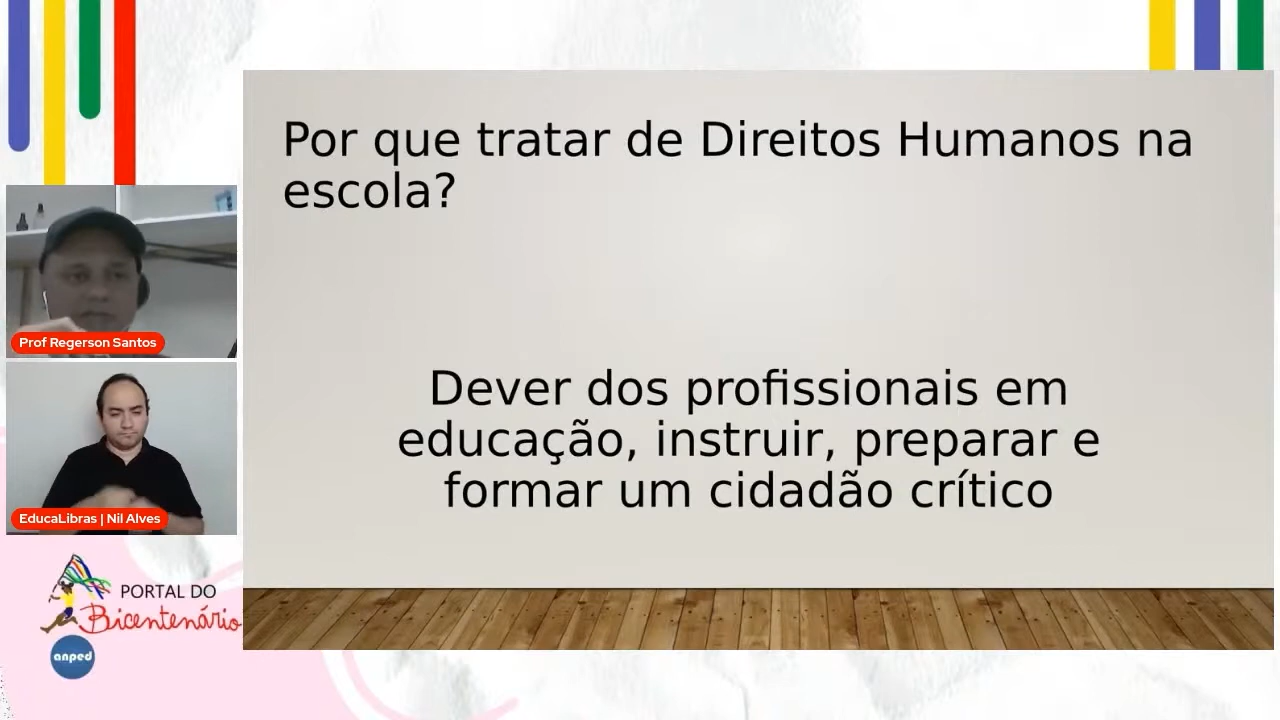 Por que tratar de Direitos Humanos na
escola?
Dever dos profissionais em
educação, instruir, preparar e
formar um cidadão crítico
Prof Regerson Santos
EducaLibras | Nil Alves
PORTAL DO
Bicentenário
anped